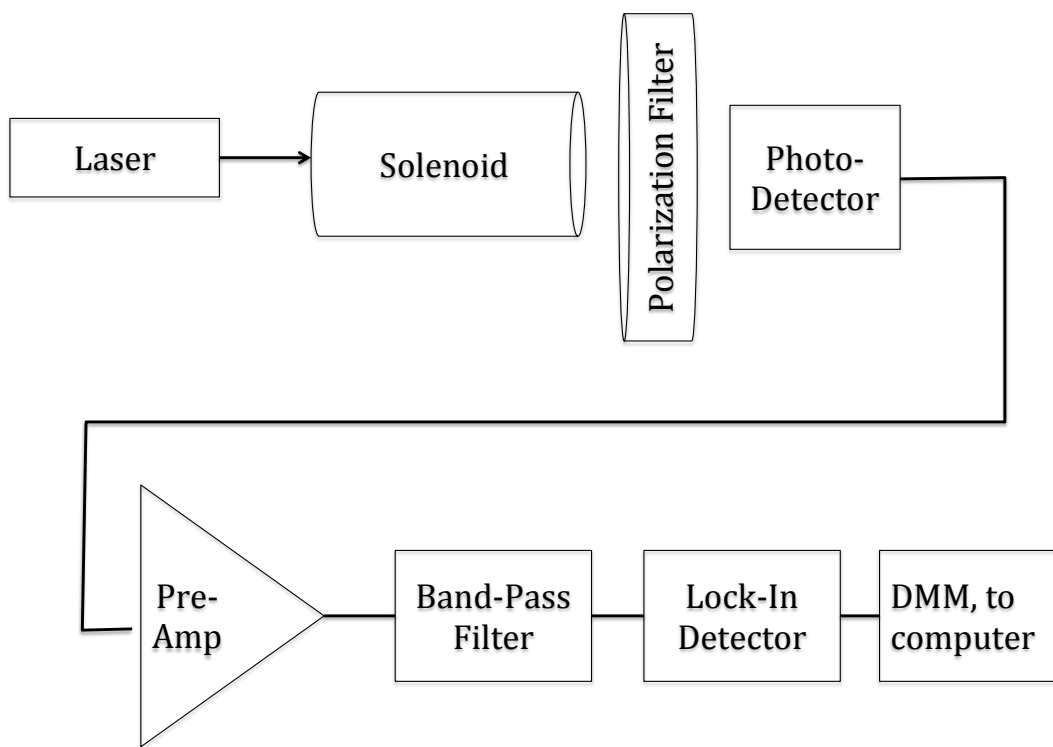 Laser
Solenoid
Polarization Filter
Photo-
Detector
Pre-
Amp
Band-Pass
Filter
Lock-In
Detector
DMM, to
computer